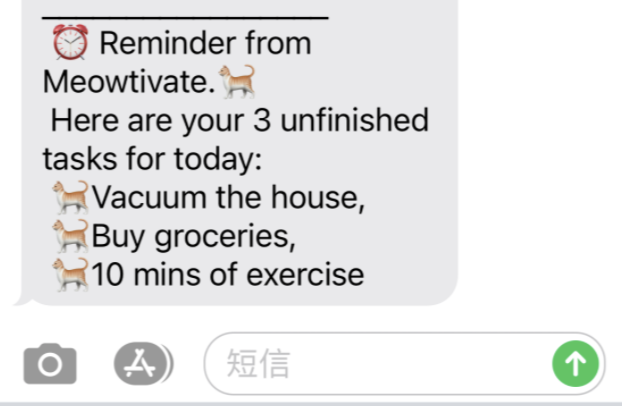 ⏰ Reminder from
Meowtivate.🐈
Here are your 3 unfinished
tasks for today:
🐈Vacuum the house,
🐈Buy groceries,
🐈10 mins of exercise
短信